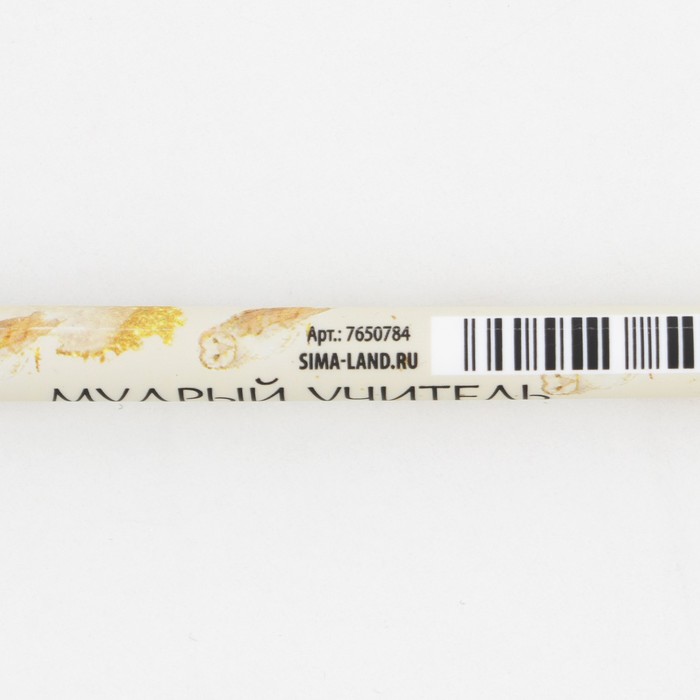 Арт.: 7650784
SIMA-LAND.RU
МУДРЫЙ УЧИТЕЛЬ